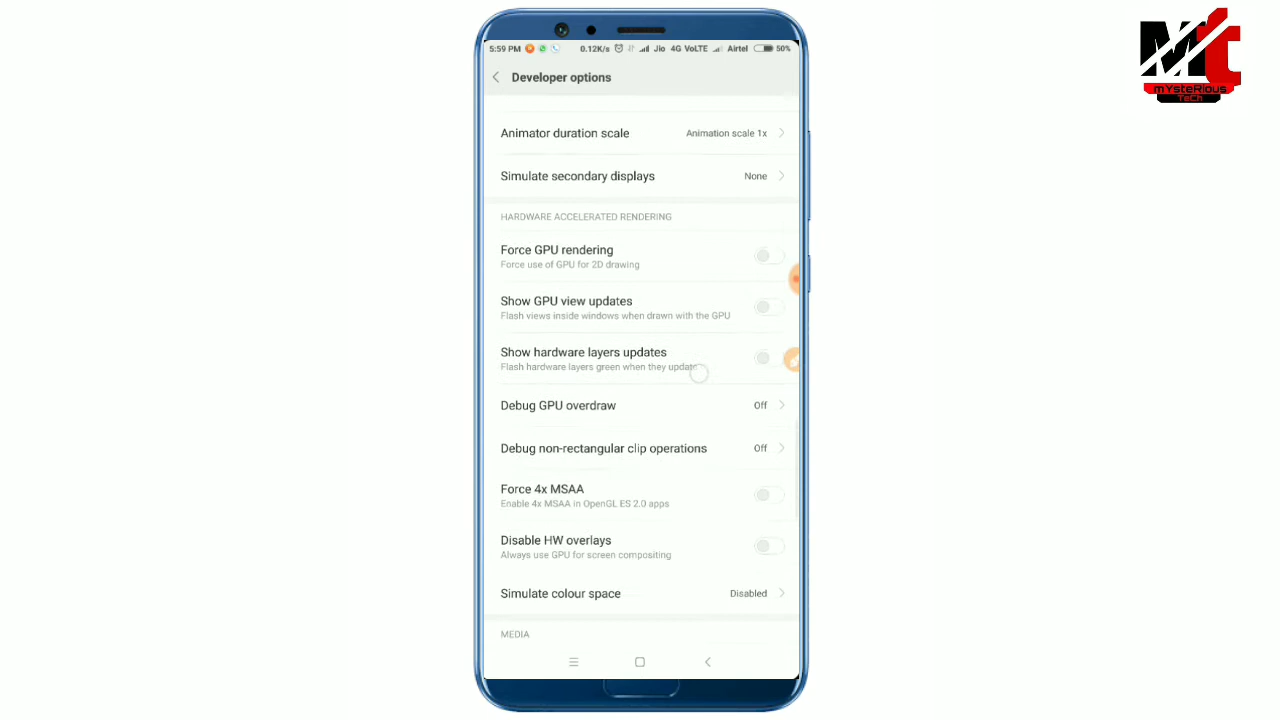 5:59 PM 0.12K/s Jio 4G VoLTE Airtel 50%
Developer options
Animator duration scale Animation scale 1x
Simulate secondary displays None
HARDWARE ACCELERATED RENDERING
Force GPU rendering
Force use of GPU for 2D drawing
Show GPU view updates
Flash views inside windows when drawn with the GPU
Show hardware layers updates
Flash hardware layers green when they update
Debug GPU overdraw Off
Debug non-rectangular clip operations Off
Force 4x MSAA
Enable 4x MSAA in OpenGL ES 2.0 apps
Disable HW overlays
Always use GPU for screen compositing
Simulate colour space Disabled
MEDIA
Mt
mYsteRIous
TeCh